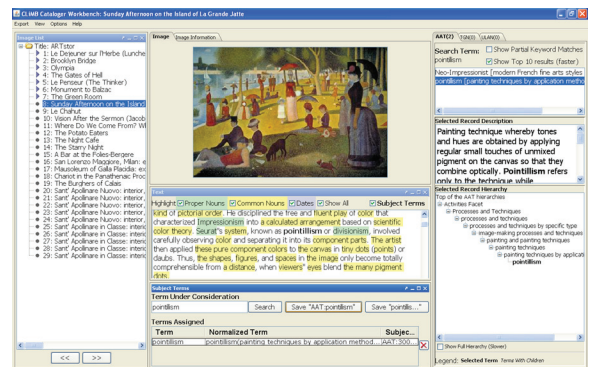 CLIMB Cataloger Workbench: Sunday Afternoon on the Island of La Grande Jatte
Export View Options Help
Image List
Title: ARTstor
1: Le Dejeuner sur l'Herbe (Lunche
2: Brooklyn Bridge
3: Olympia
4: The Gates of Hell
5: Le Penseur (The Thinker)
6: Monument to Balzac
7: The Green Room
8: Sunday Afternoon on the Island
9: Le Chahut
10: Vision After the Sermon (Jacob
11: Where Do We Come From? Wl
12: The Potato Eaters
13: The Night Cafe
14: The Starry Night
15: A Bar at the Folies-Bergere
16: San Lorenzo Maggiore, Milan: e
17: Mausoleum of Galla Placidia: ex
18: Chariot in the Panathenaic Proc
19: The Burghers of Calais
20: Sant' Apollinare Nuovo: interior,
21: Sant' Apollinare Nuovo: interior,
22: Sant' Apollinare Nuovo: interior,
23: Sant' Apollinare Nuovo: interior,
24: Sant' Apollinare Nuovo: interior,
25: Sant' Apollinare in Classe: interic
26: Sant' Apollinare in Classe: interic
27: Sant' Apollinare in Classe: interic
28: Sant' Apollinare in Classe: interic
29: Sant' Apollinare in Classe: interic
<< >>
Image Image Information
Text
Highlight Proper Nouns Common Nouns Dates Show All Subject Terms
kind of pictorial order. He disciplined the free and fluent play of color that
characterized Impressionism into a calculated arrangement based on scientific
color theory. Seurat"s system, known as pointillism or divisionism, involved
carefully observing color and separating it into its component parts. The artist
then applied these pure component colors to the canvas in tiny dots (points) or
daubs. Thus, the shapes, figures, and spaces in the image only become totally
comprehensible from a distance, when viewers" eyes blend the many pigment
dots.
Subject Terms
Term Under Consideration
pointillism Search Save "AAT:pointillism" Save "pointillis..."
Terms Assigned
Term Normalized Term Subjec...
pointillism pointillism(painting techniques by application method... AAT:300...
AAT(2) TGN(0) ULAN(0)
Search Term: Show Partial Keyword Matches
pointillism Show Top 10 results (faster)
Neo-Impressionist [modern French fine arts styles
pointillism [painting techniques by application metho
Selected Record Description
Painting technique whereby tones
and hues are obtained by applying
regular small touches of unmixed
pigment on the canvas so that they
combine optically. Pointillism refers
only to the technique while
Selected Record Hierarchy
Top of the AAT hierarchies
Activities Facet
Processes and Techniques
processes and techniques
processes and techniques by specific type
image-making processes and techniques
painting and painting techniques
painting techniques
painting techniques by applicati
pointillism
Show Full Hierarchy (Slower)
Legend: Selected Term Terms With Children